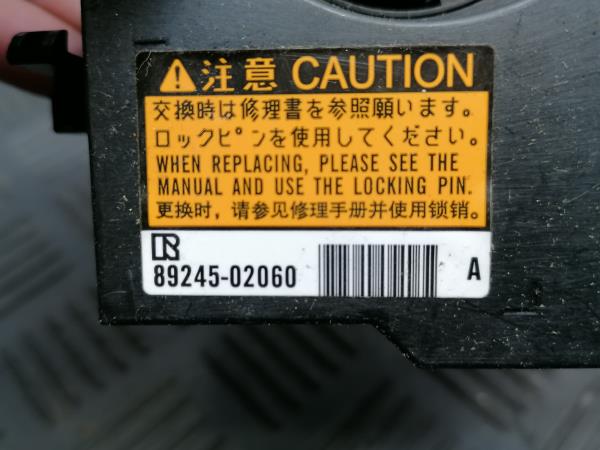 注意 CAUTION
交換時は修理書を参照願います。
ロックピンを使用してください。
WHEN REPLACING, PLEASE SEE THE
MANUAL AND USE THE LOCKING PIN.
更换时，请参见修理手册并使用锁销。
R
89245-02060 A